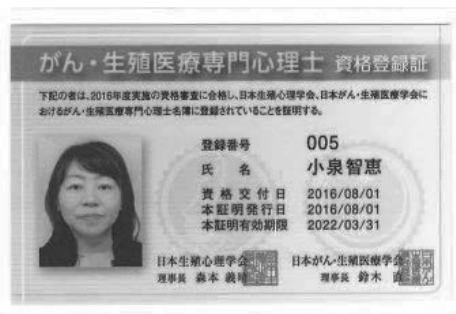 がん・生殖医療専門心理士 資格登録証
下記の者は、2016年度実施の資格審査に合格し、日本生殖心理学会、日本がん・生殖医療学会に
おけるがん・生殖医療専門心理士名簿に登録されていることを証明する。
登録番号 005
氏 名 小泉智恵
資格交付日 2016/08/01
本証明発行日 2016/08/01
本証明有効期限 2022/03/31
日本生殖心理学会 日本がん・生殖医療学会
理事長 森本 義晴 理事長 鈴木 直